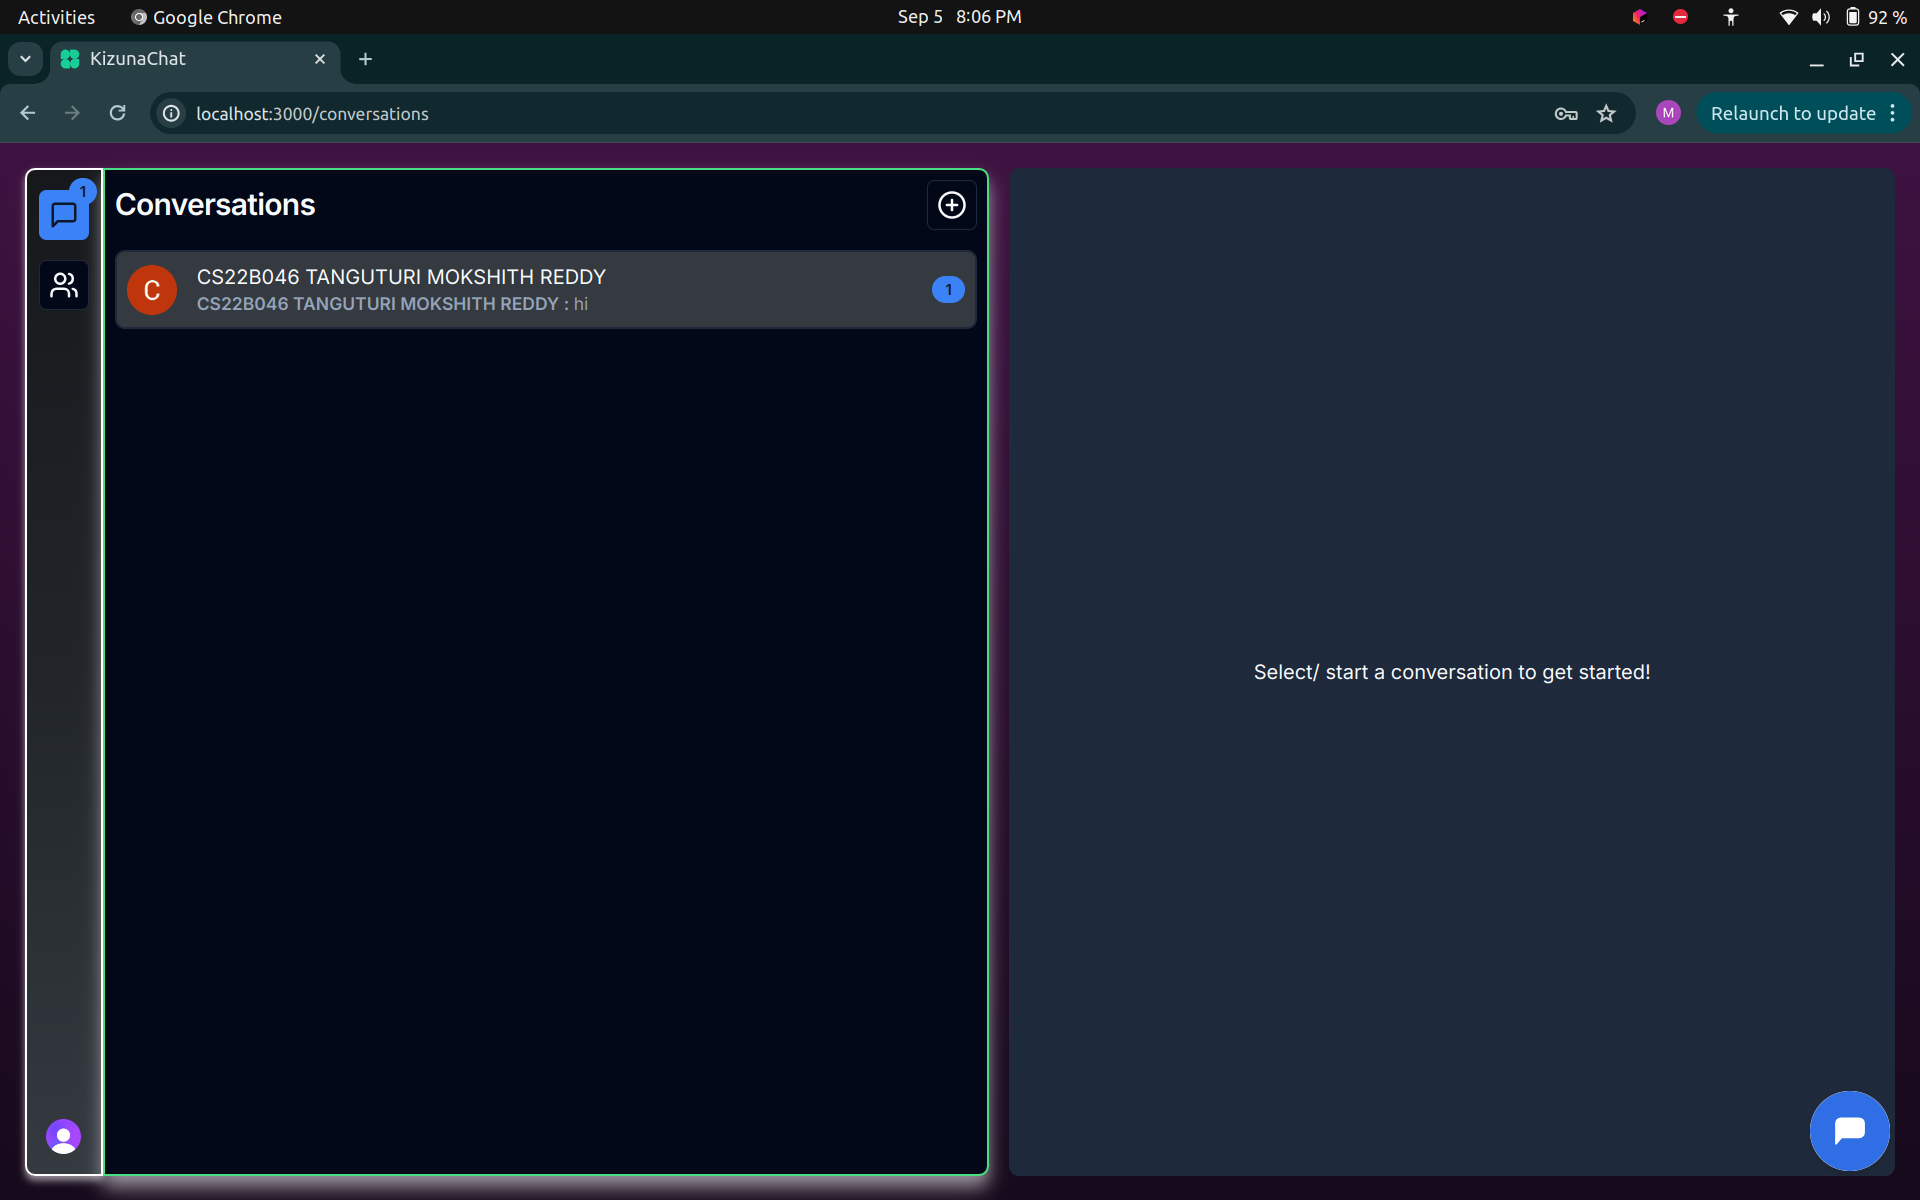 Activities
Google Chrome
Sep 5 8:06 PM
92 %
KizunaChat
localhost:3000/conversations
M
Relaunch to update
1
Conversations
C
CS22B046 TANGUTURI MOKSHITH REDDY
CS22B046 TANGUTURI MOKSHITH REDDY : hi
1
Select/ start a conversation to get started!